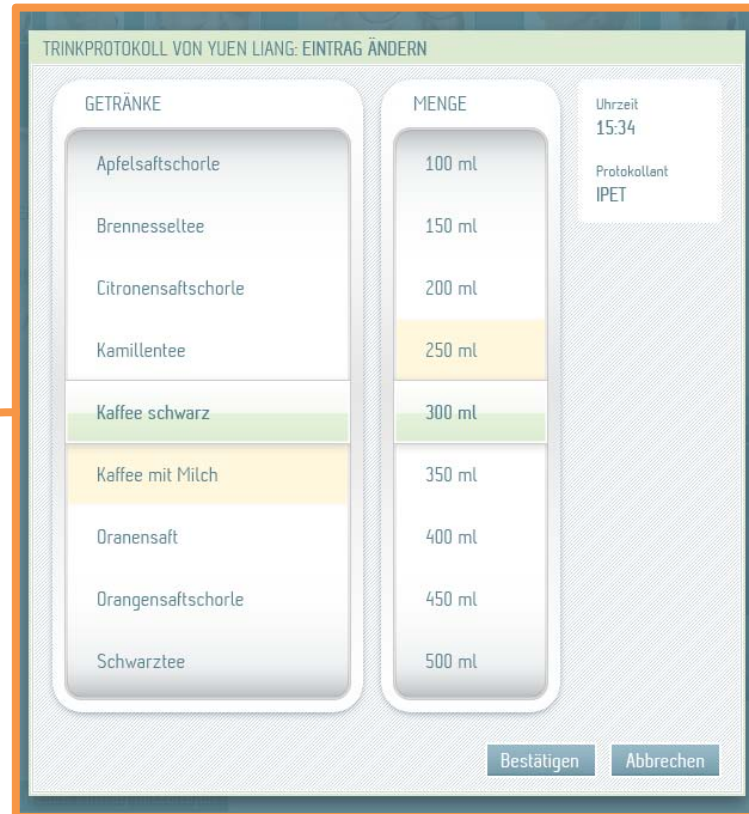 TRINKPROTOKOLL VON YUEN LIANG: EINTRAG ÄNDERN
GETRÄNKE
Apfelsaftschorle
Brennesseltee
Citronensaftschorle
Kamillentee
Kaffee schwarz
Kaffee mit Milch
Oranensaft
Orangensaftschorle
Schwarztee
MENGE
100 ml
150 ml
200 ml
250 ml
300 ml
350 ml
400 ml
450 ml
500 ml
Uhrzeit
15:34
Protokollant
IPET
Bestätigen Abbrechen